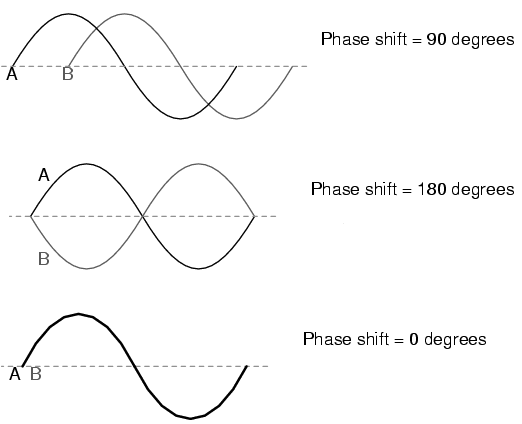 Phase shift = 90 degrees
A B
A
Phase shift = 180 degrees
B
Phase shift = 0 degrees
A B